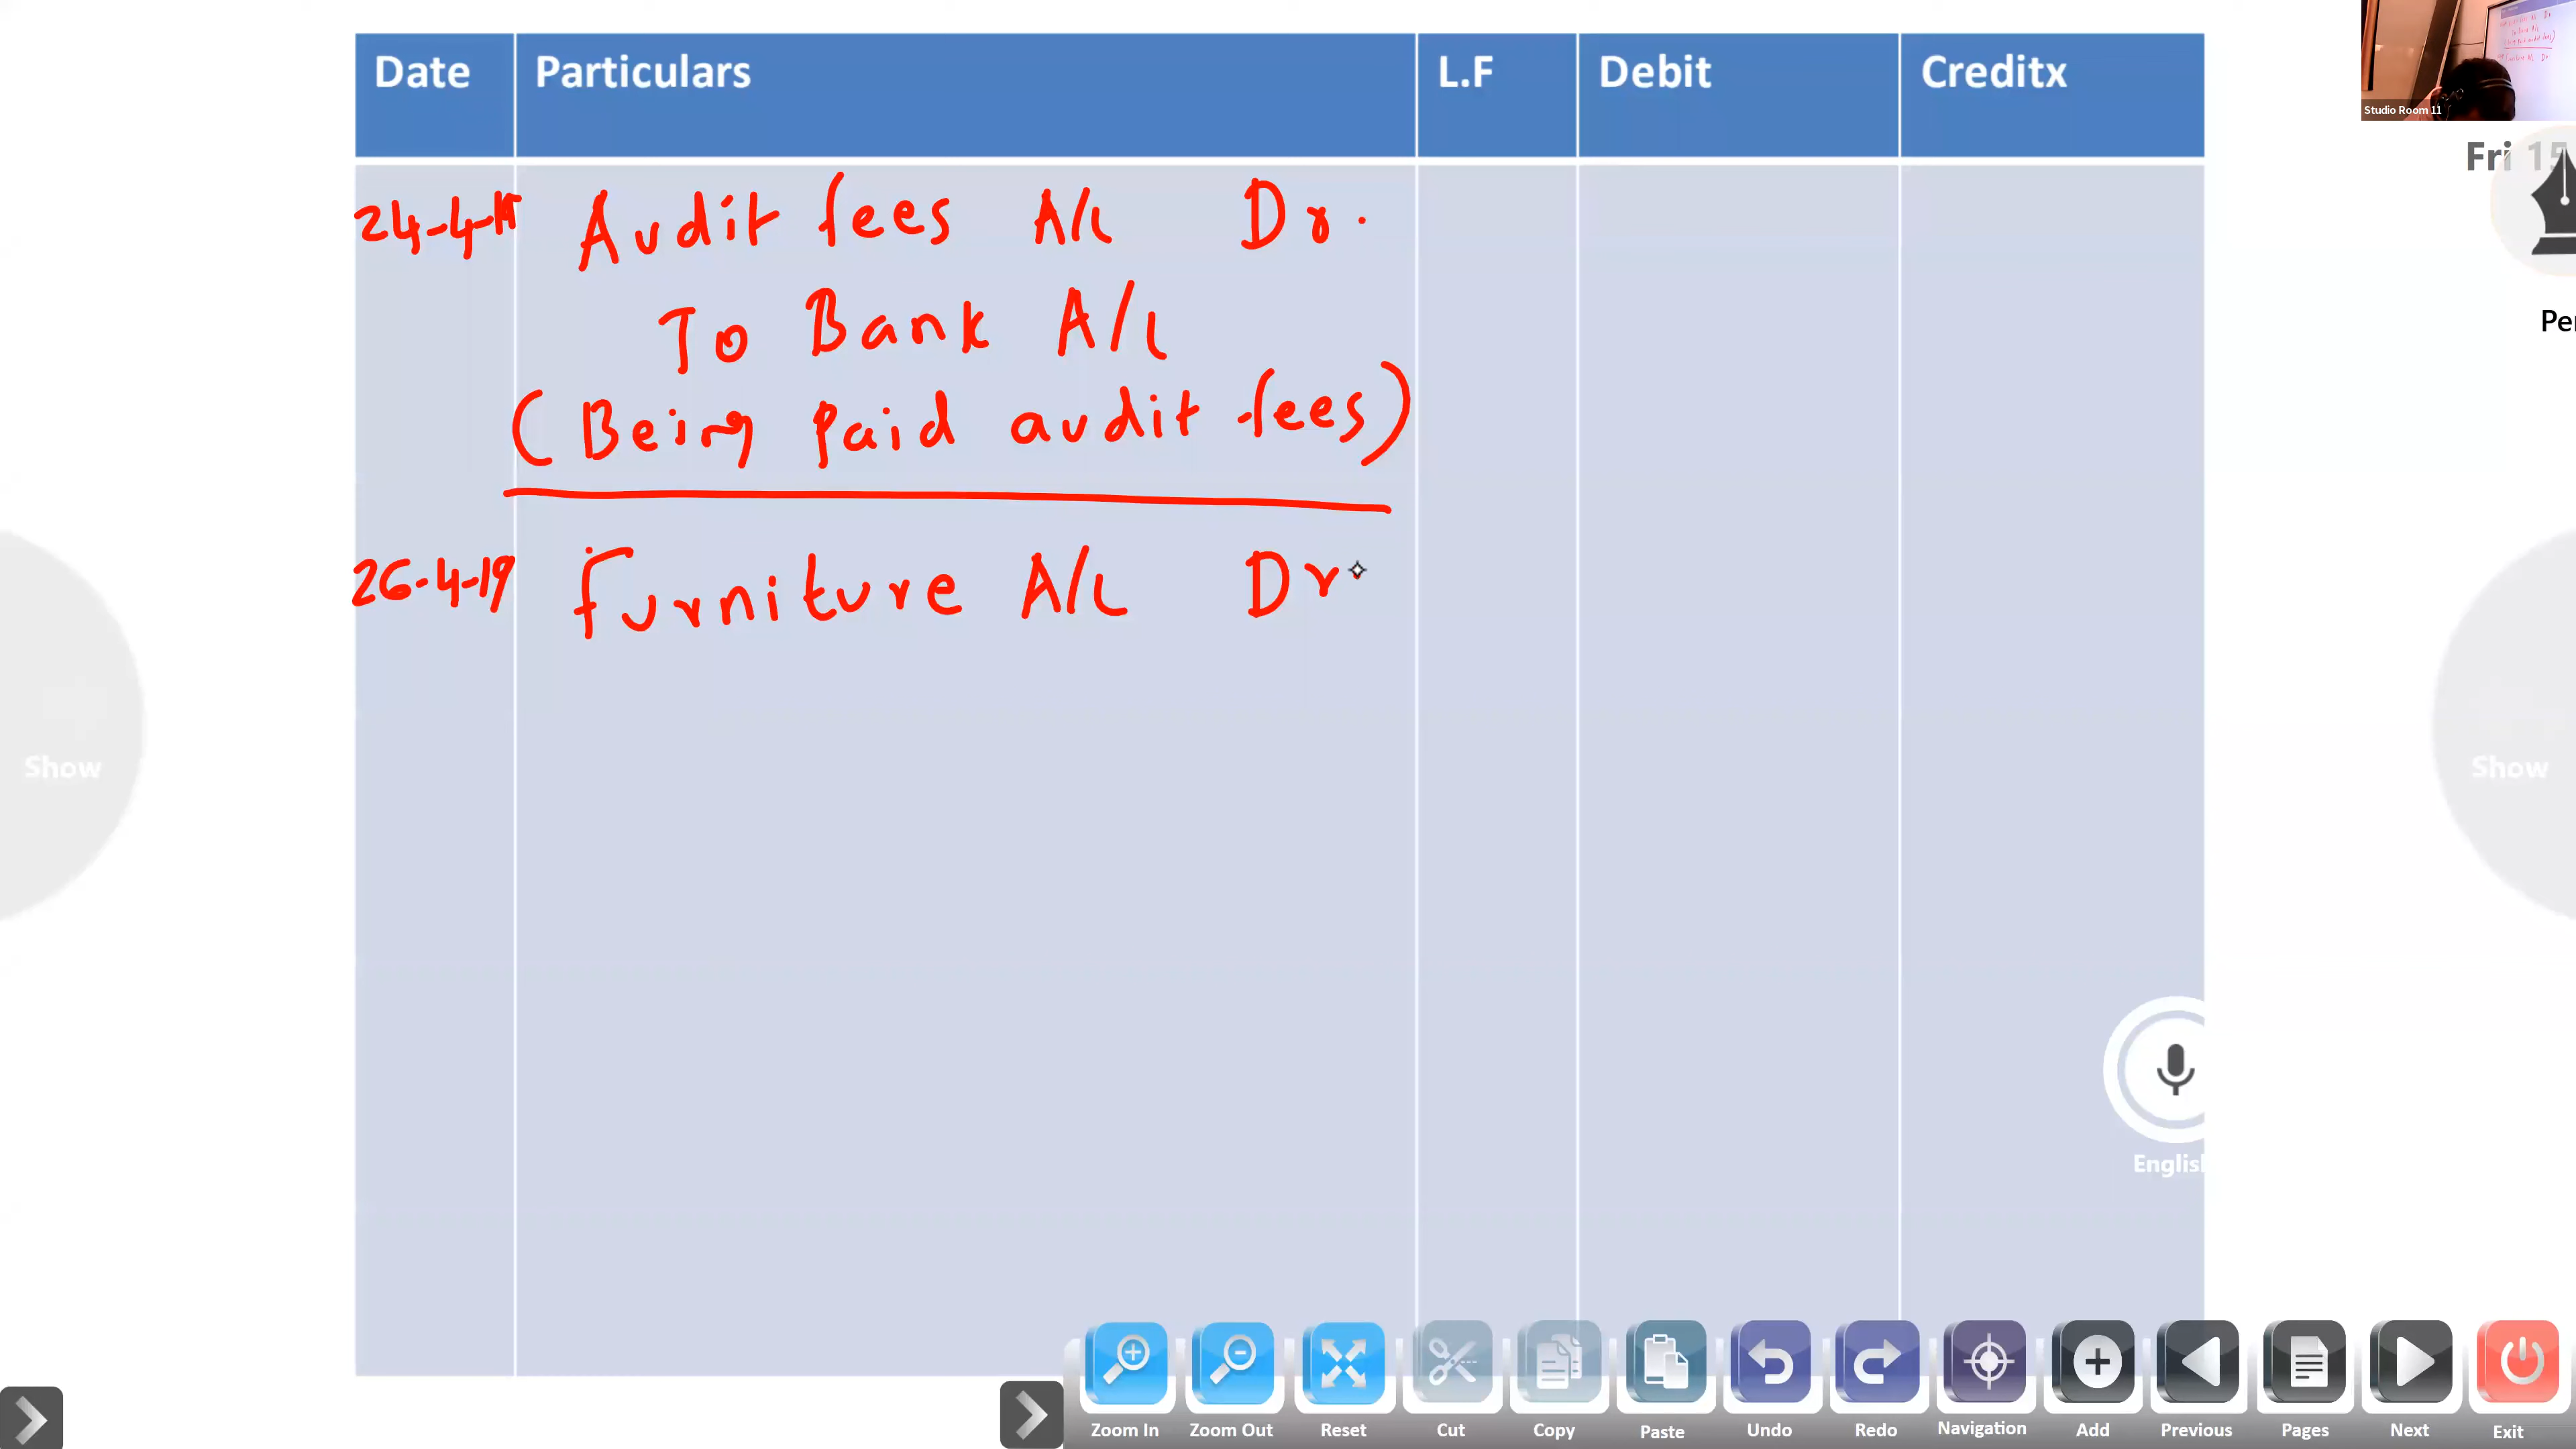 Date Particulars L.F Debit Creditx
Studio Room 11
Fri 15
24-4-19 Audit fees A/c Dr.
To Bank A/c
Pe
(Being Paid audit fees)
26-4-19 Furniture A/c Dr.
Show Show
English
Zoom In Zoom Out Reset Cut Copy Paste Undo Redo Navigation Add Previous Pages Next Exit